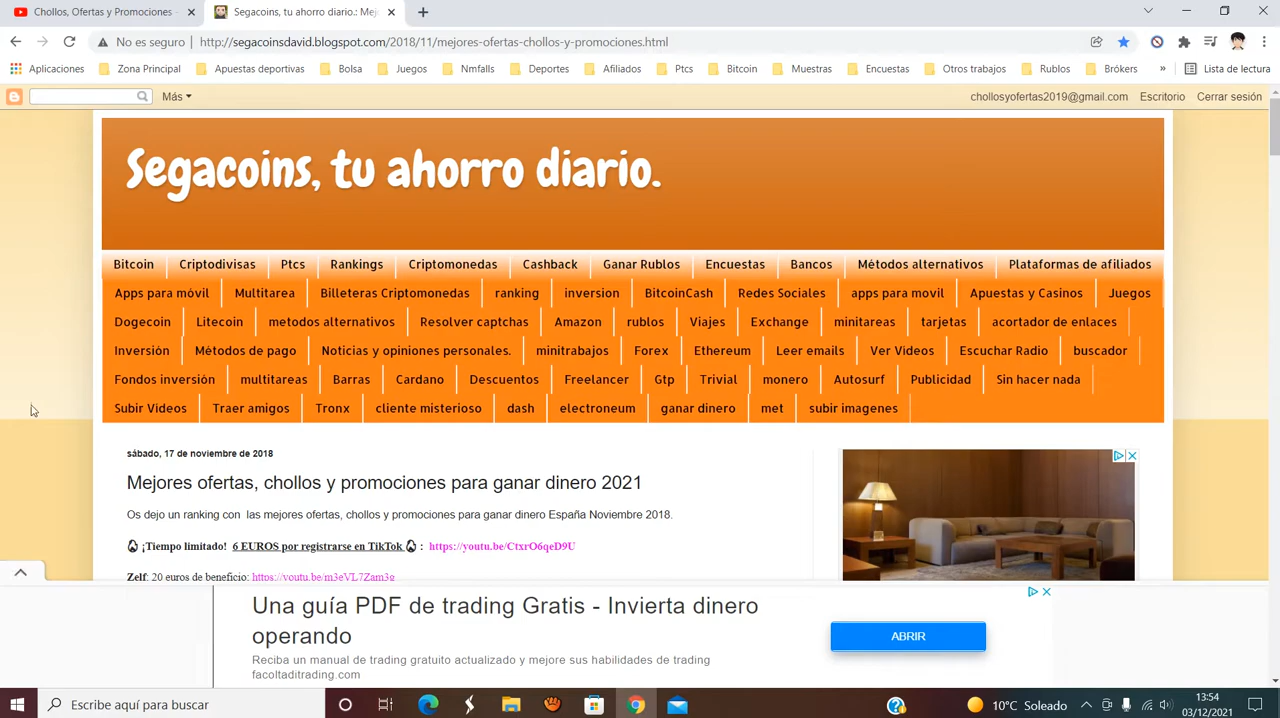 Chollos, Ofertas y Promociones -
Segacoins, tu ahorro diario.: Mej
No es seguro
http://segacoinsdavid.blogspot.com/2018/11/mejores-ofertas-chollos-y-promociones.html
Aplicaciones Zona Principal Apuestas deportivas Bolsa Juegos Nmfalls Deportes Afiliados Ptcs Bitcoin Muestras Encuestas Otros trabajos Rublos Brókers » Lista de lectura
Más chollosyofertas2019@gmail.com Escritorio Cerrar sesión
Segacoins, tu ahorro diario.
Bitcoin Criptodivisas Ptcs Rankings Criptomonedas Cashback Ganar Rublos Encuestas Bancos Métodos alternativos Plataformas de afiliados
Apps para móvil Multitarea Billeteras Criptomonedas ranking inversion BitcoinCash Redes Sociales apps para movil Apuestas y Casinos Juegos
Dogecoin Litecoin metodos alternativos Resolver captchas Amazon rublos Viajes Exchange minitareas tarjetas acortador de enlaces
Inversión Métodos de pago Noticias y opiniones personales. minitrabajos Forex Ethereum Leer emails Ver Videos Escuchar Radio buscador
Fondos inversión multitareas Barras Cardano Descuentos Freelancer Gtp Trivial monero Autosurf Publicidad Sin hacer nada
Subir Vídeos Traer amigos Tronx cliente misterioso dash electroneum ganar dinero met subir imagenes
sábado, 17 de noviembre de 2018
Mejores ofertas, chollos y promociones para ganar dinero 2021
Os dejo un ranking con las mejores ofertas, chollos y promociones para ganar dinero España Noviembre 2018.
¡Tiempo limitado! 6 EUROS por registrarse en TikTok : https://youtu.be/CtxrO6qeD9U
Zelf: 20 euros de beneficio: https://youtu.be/m3eVL7Zam3g
Una guía PDF de trading Gratis - Invierta dinero
operando
ABRIR
Reciba un manual de trading gratuito actualizado y mejore sus habilidades de trading
facoltaditrading.com
Escribe aquí para buscar
10°C Soleado
13:54
03/12/2021